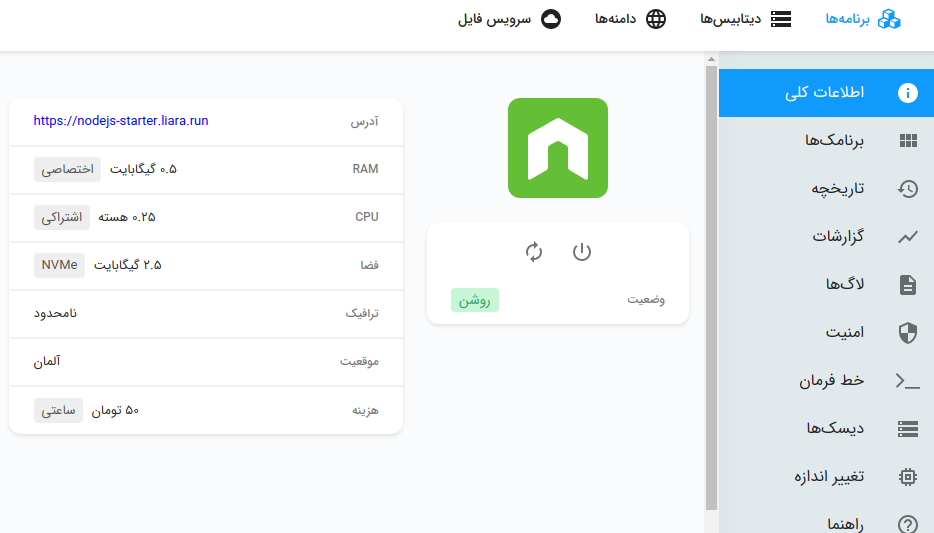 برنامه‌ها
دیتابیس‌ها
دامنه‌ها
سرویس فایل
اطلاعات کلی
برنامک‌ها
تاریخچه
گزارشات
لاگ‌ها
امنیت
خط فرمان
دیسک‌ها
تغییر اندازه
راهنما
وضعیت روشن
آدرس https://nodejs-starter.liara.run
RAM ۰.۵ گیگابایت اختصاصی
CPU ۰.۲۵ هسته اشتراکی
فضا ۲.۵ گیگابایت NVMe
ترافیک نامحدود
موقعیت آلمان
هزینه ۵۰ تومان ساعتی